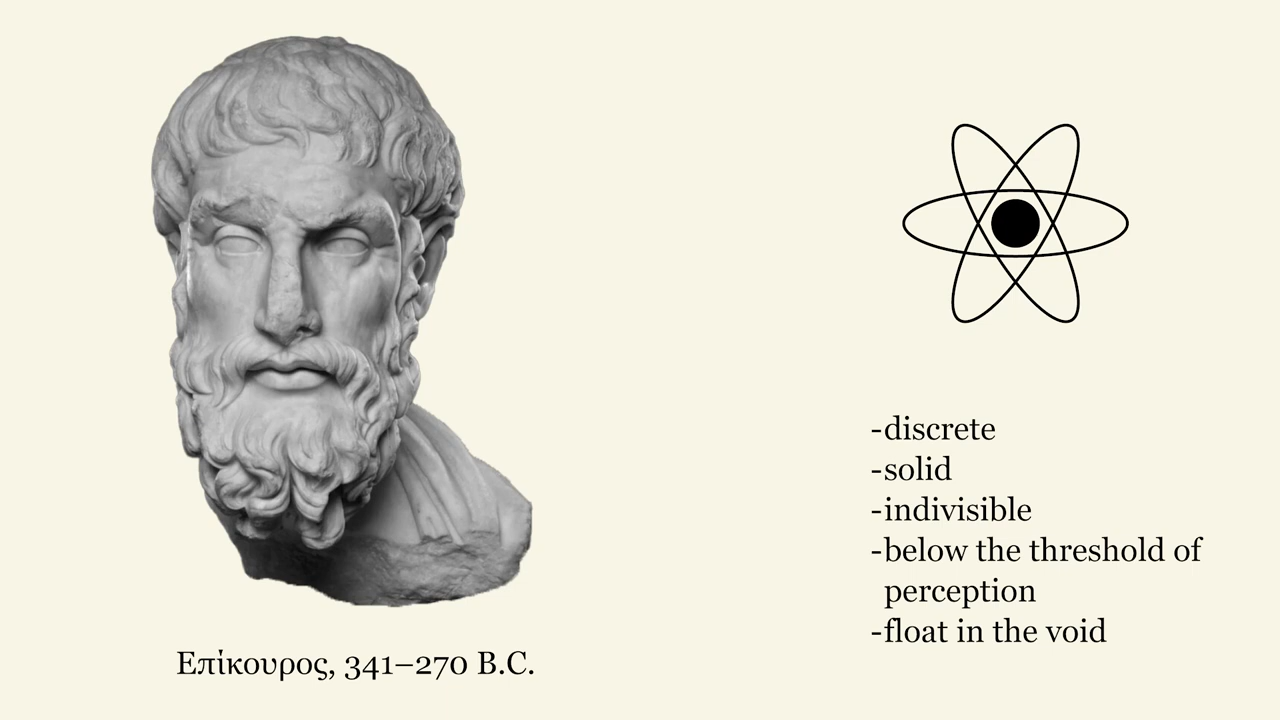 Επίκουρος, 341–270 B.C.
-discrete
-solid
-indivisible
-below the threshold of
perception
-float in the void